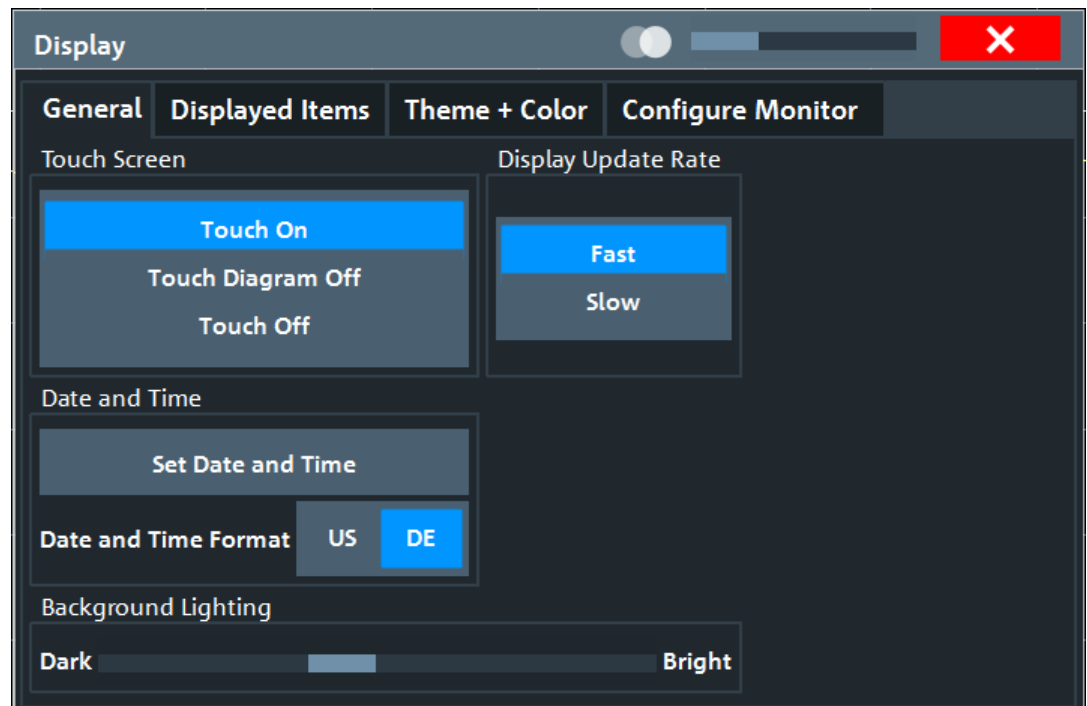 Display
General Displayed Items Theme + Color Configure Monitor
Touch Screen
Display Update Rate
Touch On
Touch Diagram Off
Touch Off
Fast
Slow
Date and Time
Set Date and Time
Date and Time Format US DE
Background Lighting
Dark Bright